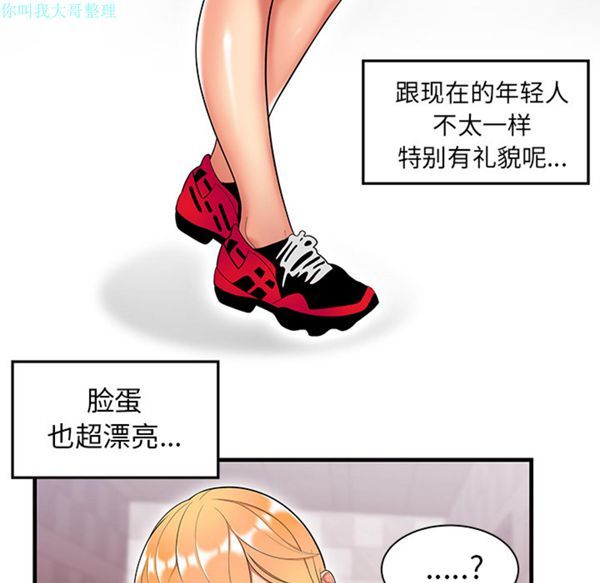 你叫我大哥整理
跟现在的年轻人
不太一样
特别有礼貌呢...
脸蛋
也超漂亮...
.....?